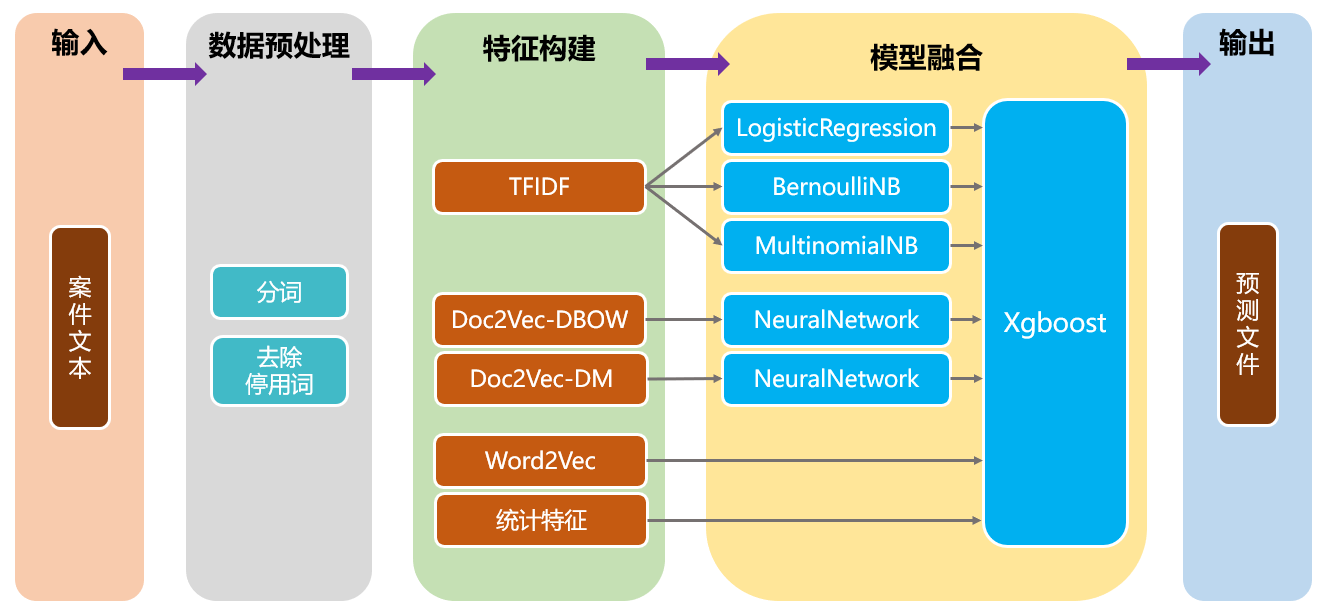 输入
数据预处理
特征构建
模型融合
输出
案
件
文
本
分词
去除
停用词
TFIDF
Doc2Vec-DBOW
Doc2Vec-DM
Word2Vec
统计特征
LogisticRegression
BernoulliNB
MultinomialNB
NeuralNetwork
NeuralNetwork
Xgboost
预
测
文
件